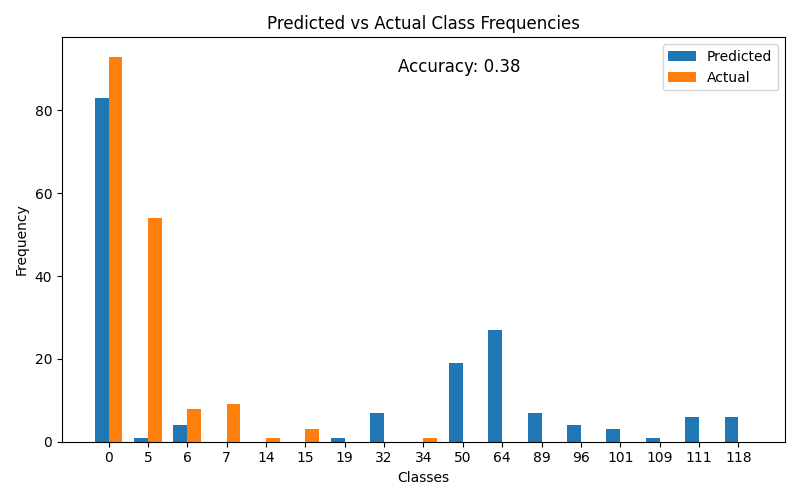 Predicted vs Actual Class Frequencies
Accuracy: 0.38
Predicted
Actual
Frequency
80
60
40
20
0
0 5 6 7 14 15 19 32 34 50 64 89 96 101 109 111 118
Classes